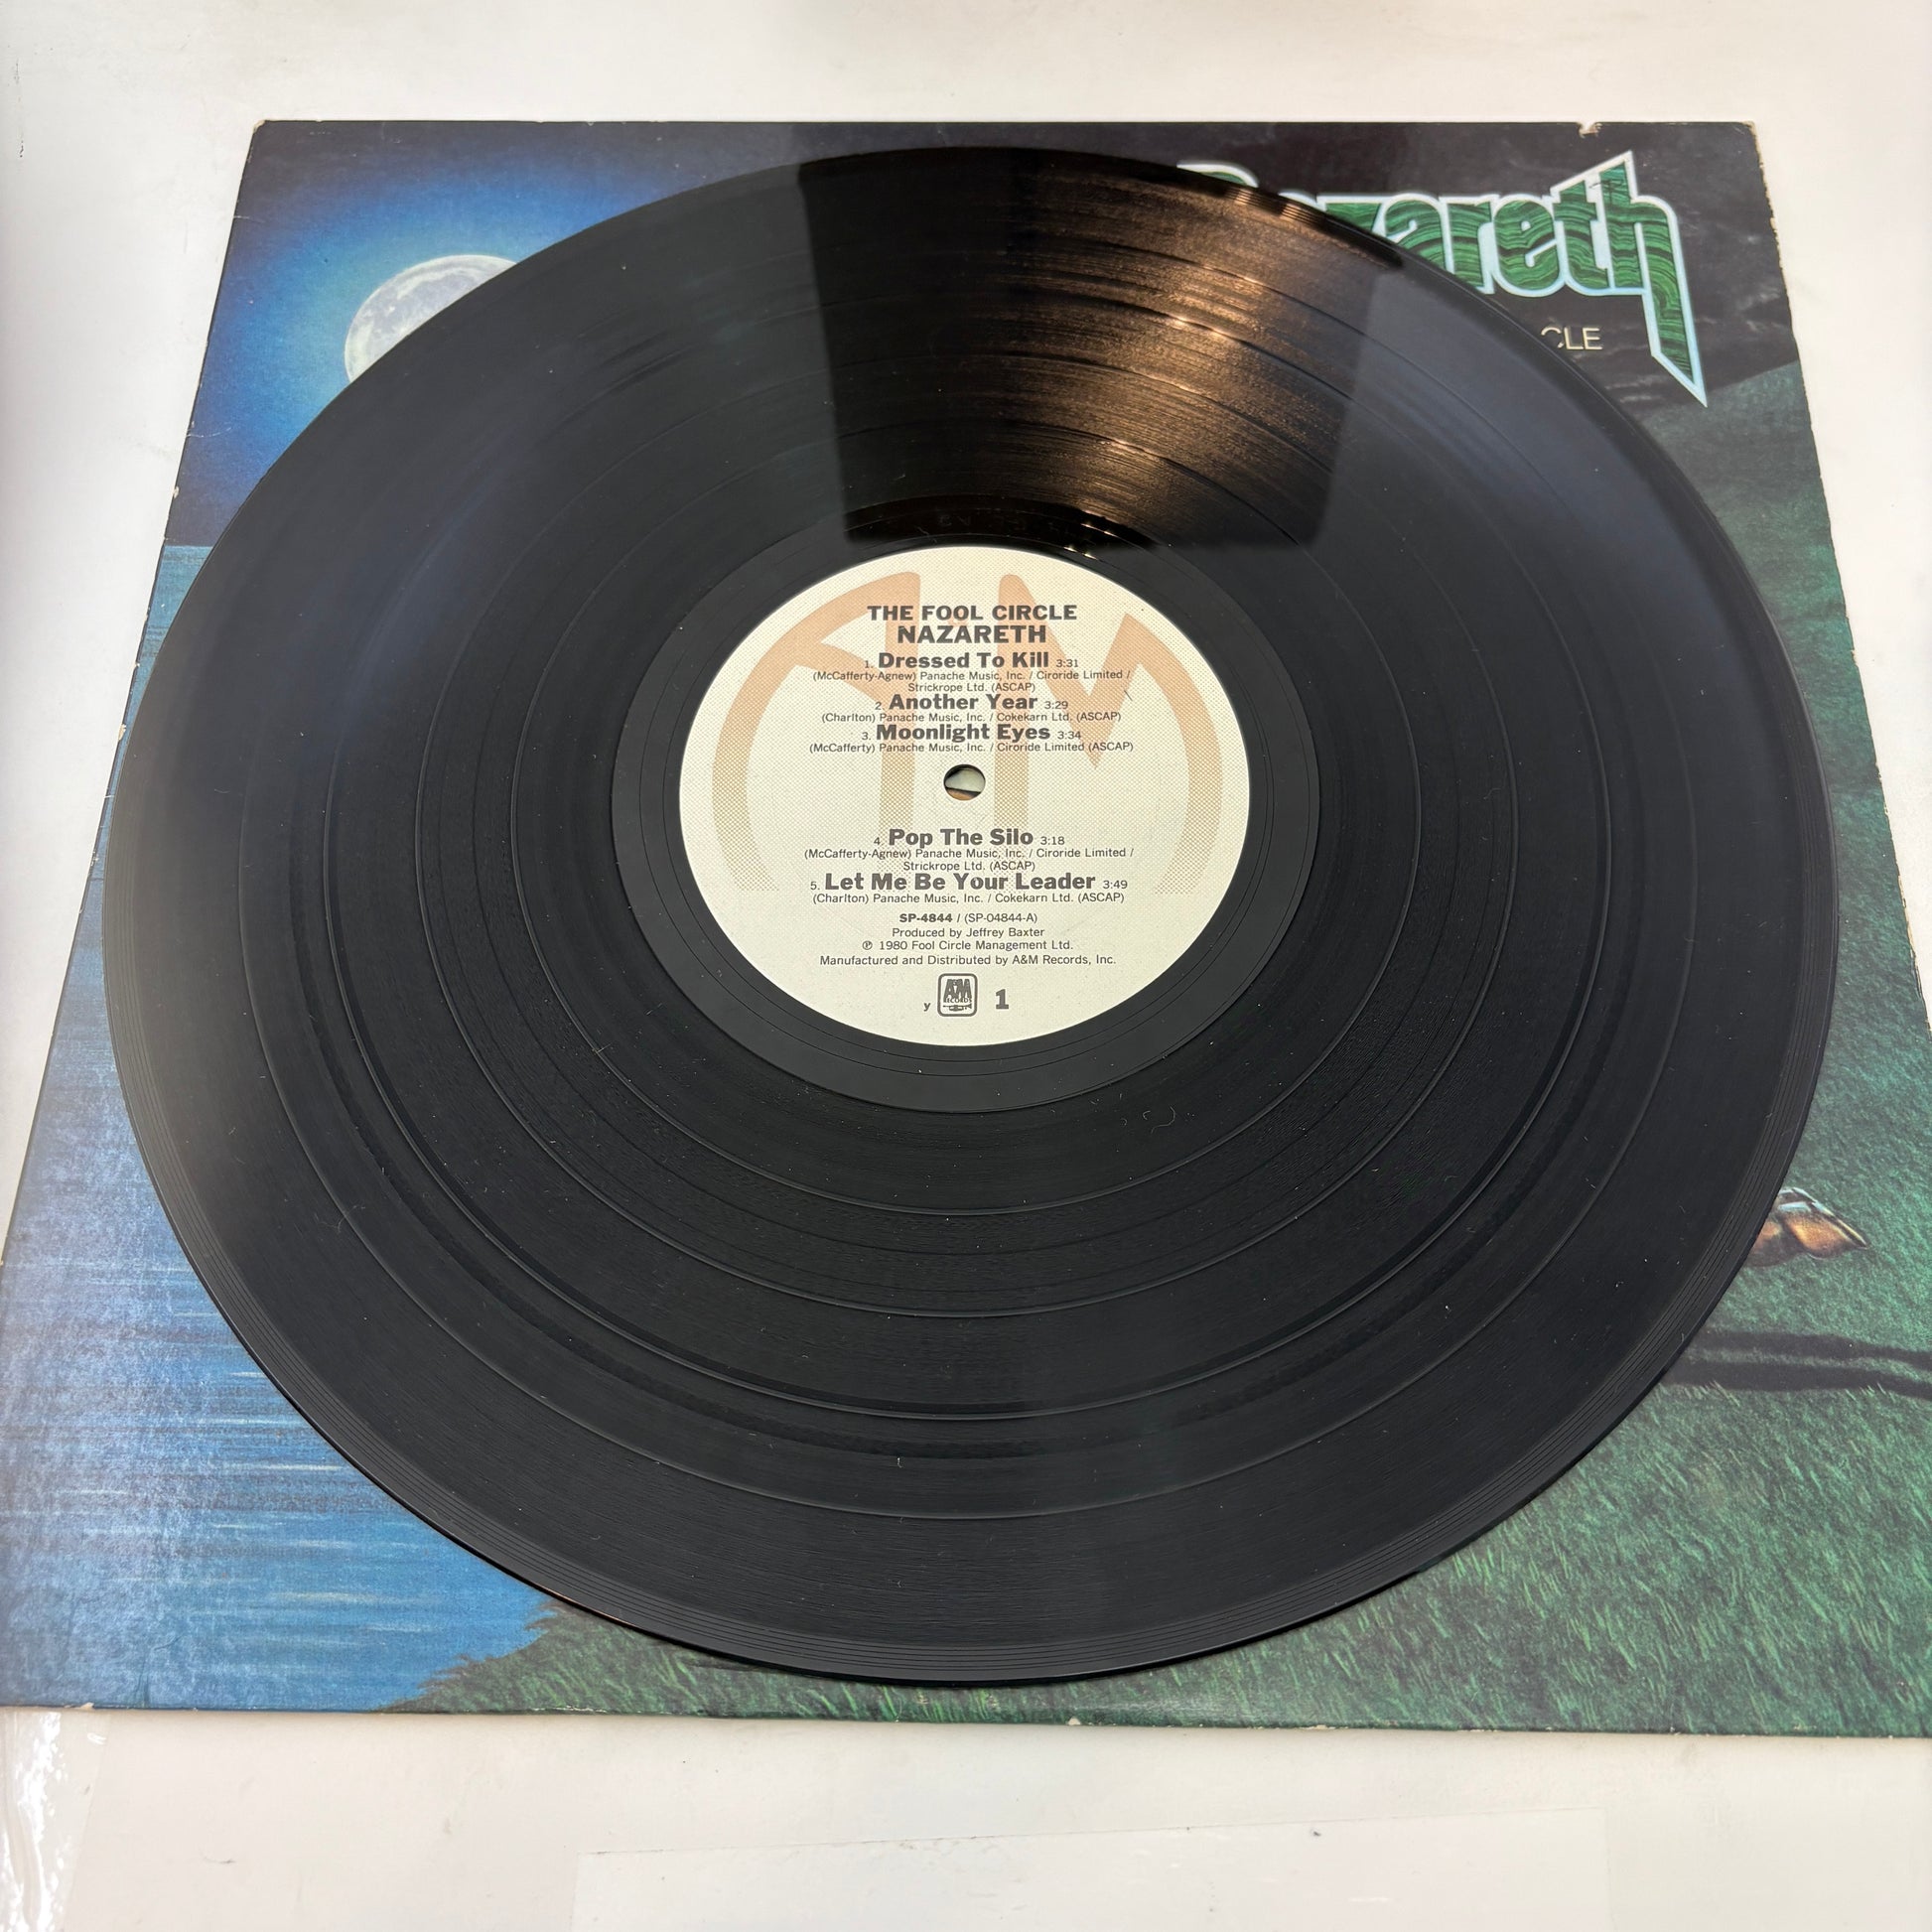 zareth
CLE
THE FOOL CIRCLE
NAZARETH
1. Dressed To Kill 3:31
(McCafferty-Agnew) Panache Music, Inc. / Ciroride Limited /
Strickrope Ltd. (ASCAP)
2. Another Year 3:29
(Charlton) Panache Music, Inc. / Cokekarn Ltd. (ASCAP)
3. Moonlight Eyes 3:34
(McCafferty) Panache Music, Inc. / Ciroride Limited (ASCAP)
4. Pop The Silo 3:18
(McCafferty-Agnew) Panache Music, Inc. / Ciroride Limited /
Strickrope Ltd. (ASCAP)
5. Let Me Be Your Leader 3:49
(Charlton) Panache Music, Inc. / Cokekarn Ltd. (ASCAP)
SP-4844 / (SP-04844-A)
Produced by Jeffrey Baxter
℗ 1980 Fool Circle Management Ltd.
Manufactured and Distributed by A&M Records, Inc.
y A&M RECORDS 1